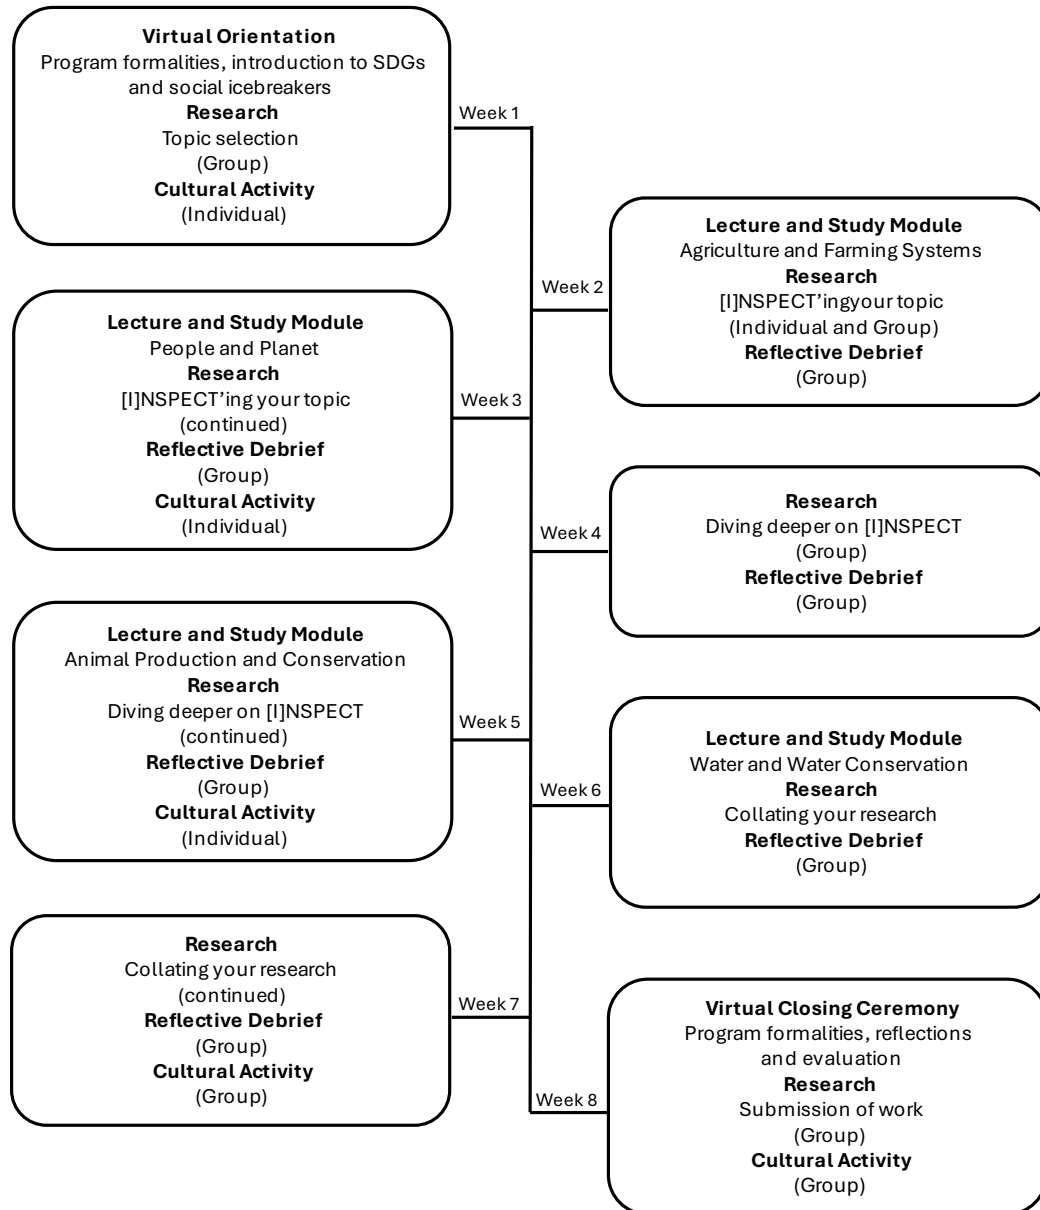 Virtual Orientation
Program formalities, introduction to SDGs
and social icebreakers
Research
Topic selection
(Group)
Cultural Activity
(Individual)
Week 1
Lecture and Study Module
Agriculture and Farming Systems
Research
[I]NSPECT’ingyour topic
(Individual and Group)
Reflective Debrief
(Group)
Week 2
Lecture and Study Module
People and Planet
Research
[I]NSPECT’ing your topic
(continued)
Reflective Debrief
(Group)
Cultural Activity
(Individual)
Week 3
Research
Diving deeper on [I]NSPECT
(Group)
Reflective Debrief
(Group)
Week 4
Lecture and Study Module
Animal Production and Conservation
Research
Diving deeper on [I]NSPECT
(continued)
Reflective Debrief
(Group)
Cultural Activity
(Individual)
Week 5
Lecture and Study Module
Water and Water Conservation
Research
Collating your research
Reflective Debrief
(Group)
Week 6
Research
Collating your research
(continued)
Reflective Debrief
(Group)
Cultural Activity
(Group)
Week 7
Virtual Closing Ceremony
Program formalities, reflections
and evaluation
Research
Submission of work
(Group)
Cultural Activity
(Group)
Week 8